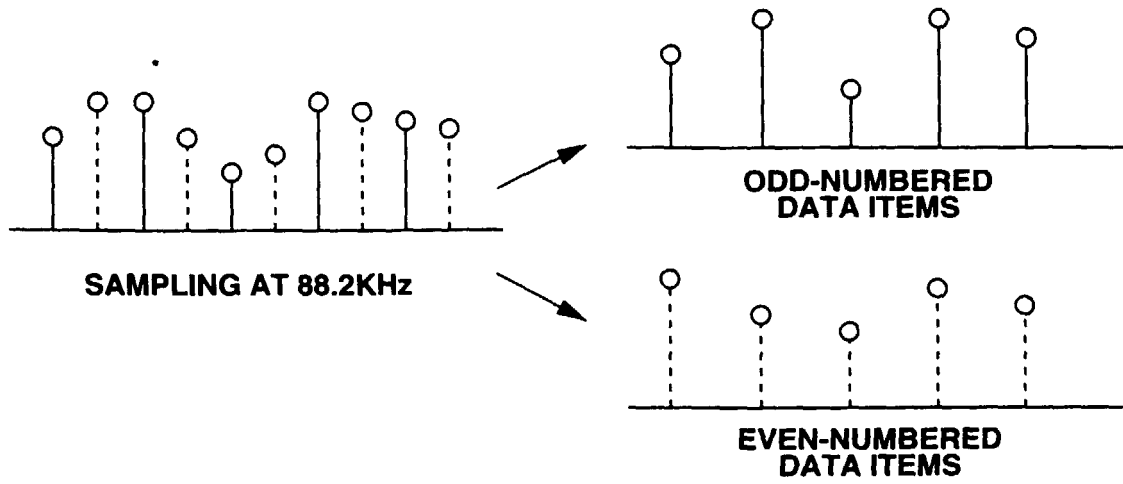 SAMPLING AT 88.2KHz
ODD-NUMBERED
DATA ITEMS
EVEN-NUMBERED
DATA ITEMS